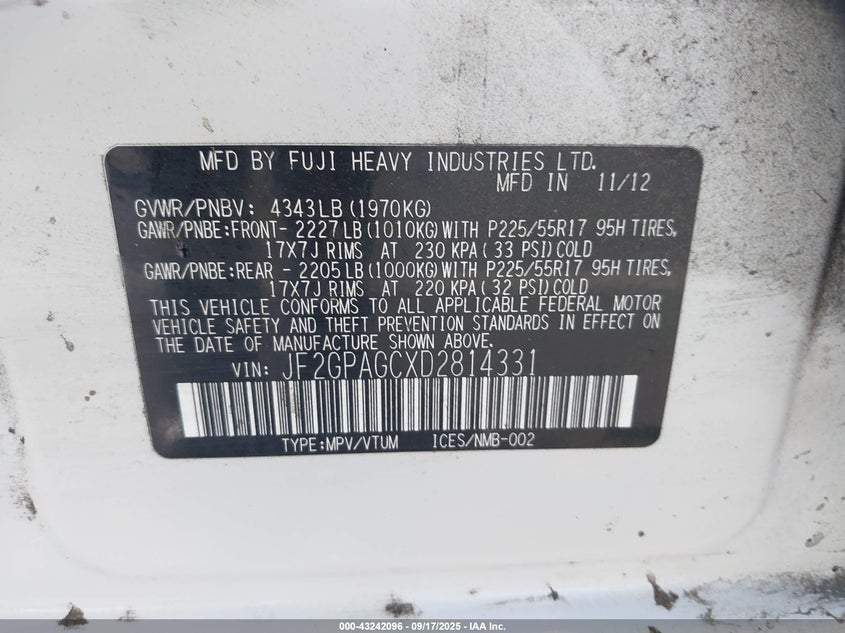 MFD BY FUJI HEAVY INDUSTRIES LTD.
MFD IN 11/12
GVWR/PNBV: 4343LB(1970KG)
GAWR/PNBE:FRONT- 2227LB(1010KG)WITH P225/55R17 95H TIRES,
17X7J RIMS AT 230 KPA(33 PSI)COLD
GAWR/PNBE:REAR - 2205LB(1000KG)WITH P225/55R17 95H TIRES,
17X7J RIMS AT 220 KPA(32 PSI)COLD
THIS VEHICLE CONFORMS TO ALL APPLICABLE FEDERAL MOTOR
VEHICLE SAFETY AND THEFT PREVENTION STANDARDS IN EFFECT ON
THE DATE OF MANUFACTURE SHOWN ABOVE.
VIN: JF2GPAGCXD2814331
TYPE:MPV/VTUM ICES/NMB-002
000-43242096 - 09/17/2025 - IAA Inc.